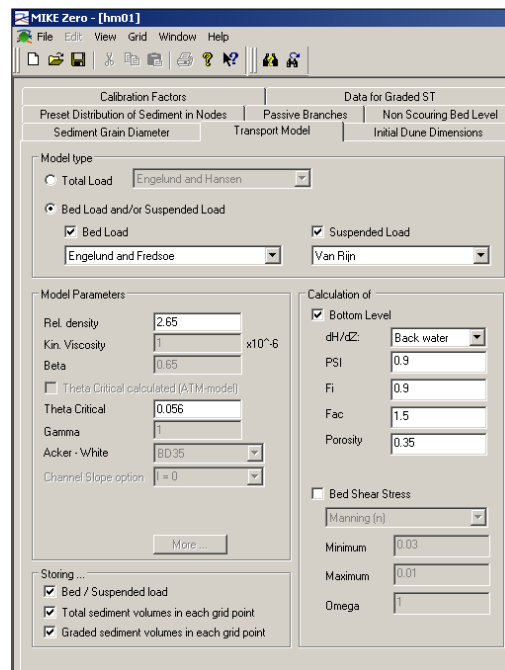 MIKE Zero - [hm01]
File Edit View Grid Window Help
Calibration Factors Data for Graded ST
Preset Distribution of Sediment in Nodes Passive Branches Non Scouring Bed Level
Sediment Grain Diameter Transport Model Initial Dune Dimensions
Model type
Total Load Engelund and Hansen
Bed Load and/or Suspended Load
Bed Load Suspended Load
Engelund and Fredsoe Van Rijn
Model Parameters Calculation of
Bottom Level
Rel. density 2.65
dH/dZ: Back water
Kin. Viscosity 1 x10^-6
PSI 0.9
Beta 0.65
Theta Critical calculated (ATM-model)
Fi 0.9
Theta Critical 0.056
Fac 1.5
Gamma 1
Porosity 0.35
Acker - White BD35
Channel Slope option I = 0
Bed Shear Stress
Manning (n)
More ...
Minimum 0.03
Storing ...
Maximum 0.01
Bed / Suspended load
Omega 1
Total sediment volumes in each grid point
Graded sediment volumes in each grid point